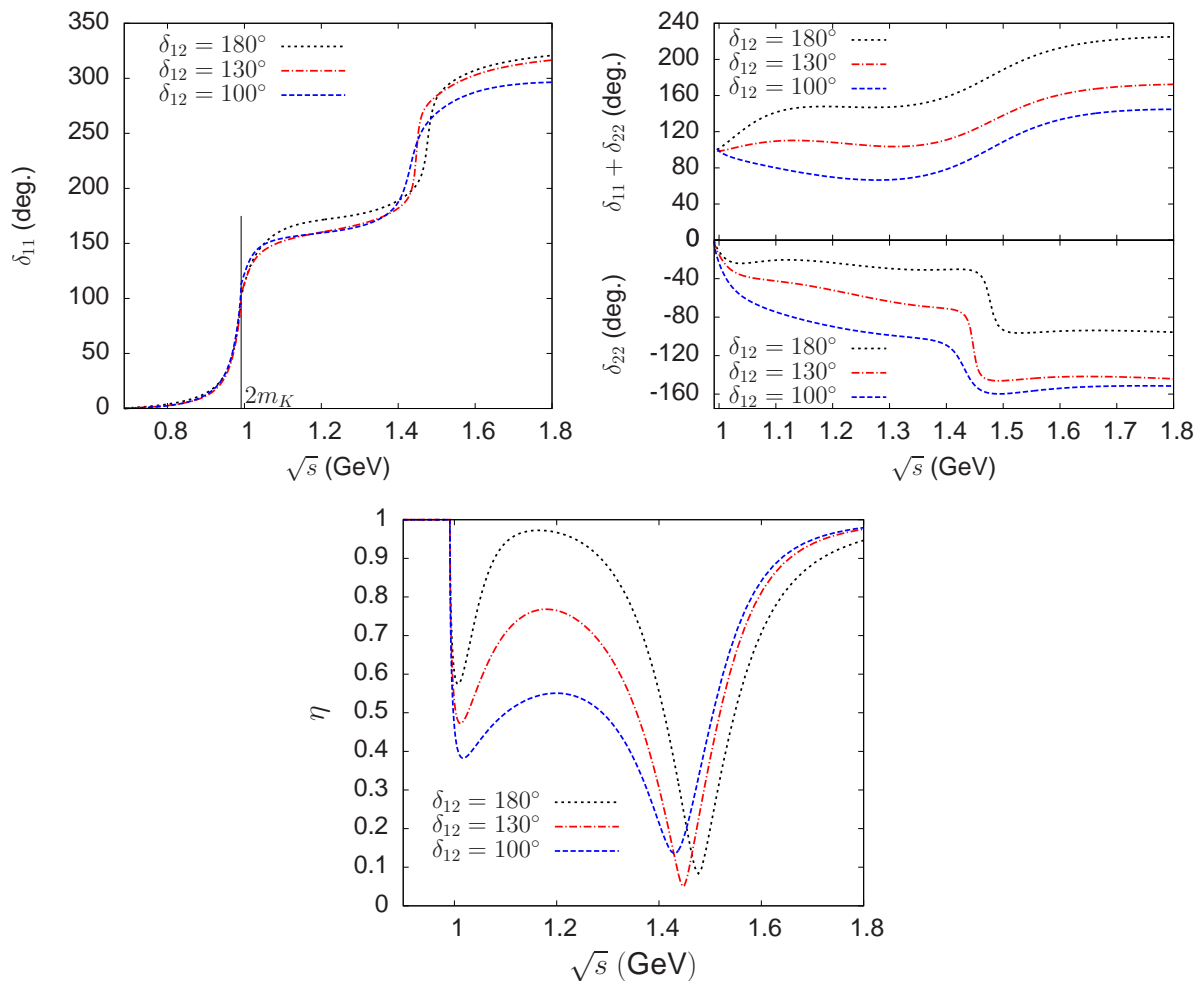 350
300
250
200
150
100
50
0
δ₁₁ (deg.)
δ₁₂ = 180°
δ₁₂ = 130°
δ₁₂ = 100°
2m_K
0.8 1 1.2 1.4 1.6 1.8
√s (GeV)
240
200
160
120
80
40
0
δ₁₁ + δ₂₂ (deg.)
δ₁₂ = 180°
δ₁₂ = 130°
δ₁₂ = 100°
-40
-80
-120
-160
δ₂₂ (deg.)
δ₁₂ = 180°
δ₁₂ = 130°
δ₁₂ = 100°
1 1.1 1.2 1.3 1.4 1.5 1.6 1.7 1.8
√s (GeV)
1
0.9
0.8
0.7
0.6
0.5
0.4
0.3
0.2
0.1
0
η
δ₁₂ = 180°
δ₁₂ = 130°
δ₁₂ = 100°
1 1.2 1.4 1.6 1.8
√s (GeV)